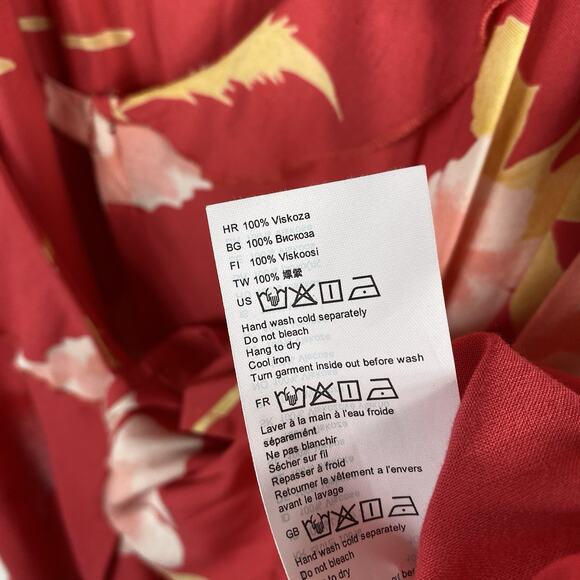 HR 100% Viskoza
BG 100% Вискоза
FI 100% Viskoosi
TW 100% 嫘縈
US
Hand wash cold separately
Do not bleach
Hang to dry
Cool iron
Turn garment inside out before wash
FR
Laver à la main à l'eau froide
séparément
Ne pas blanchir
Sécher sur fil
Repasser à froid
Retourner le vêtement à l'envers
avant le lavage
GB
Hand wash cold separately
Do not bleach
to dry